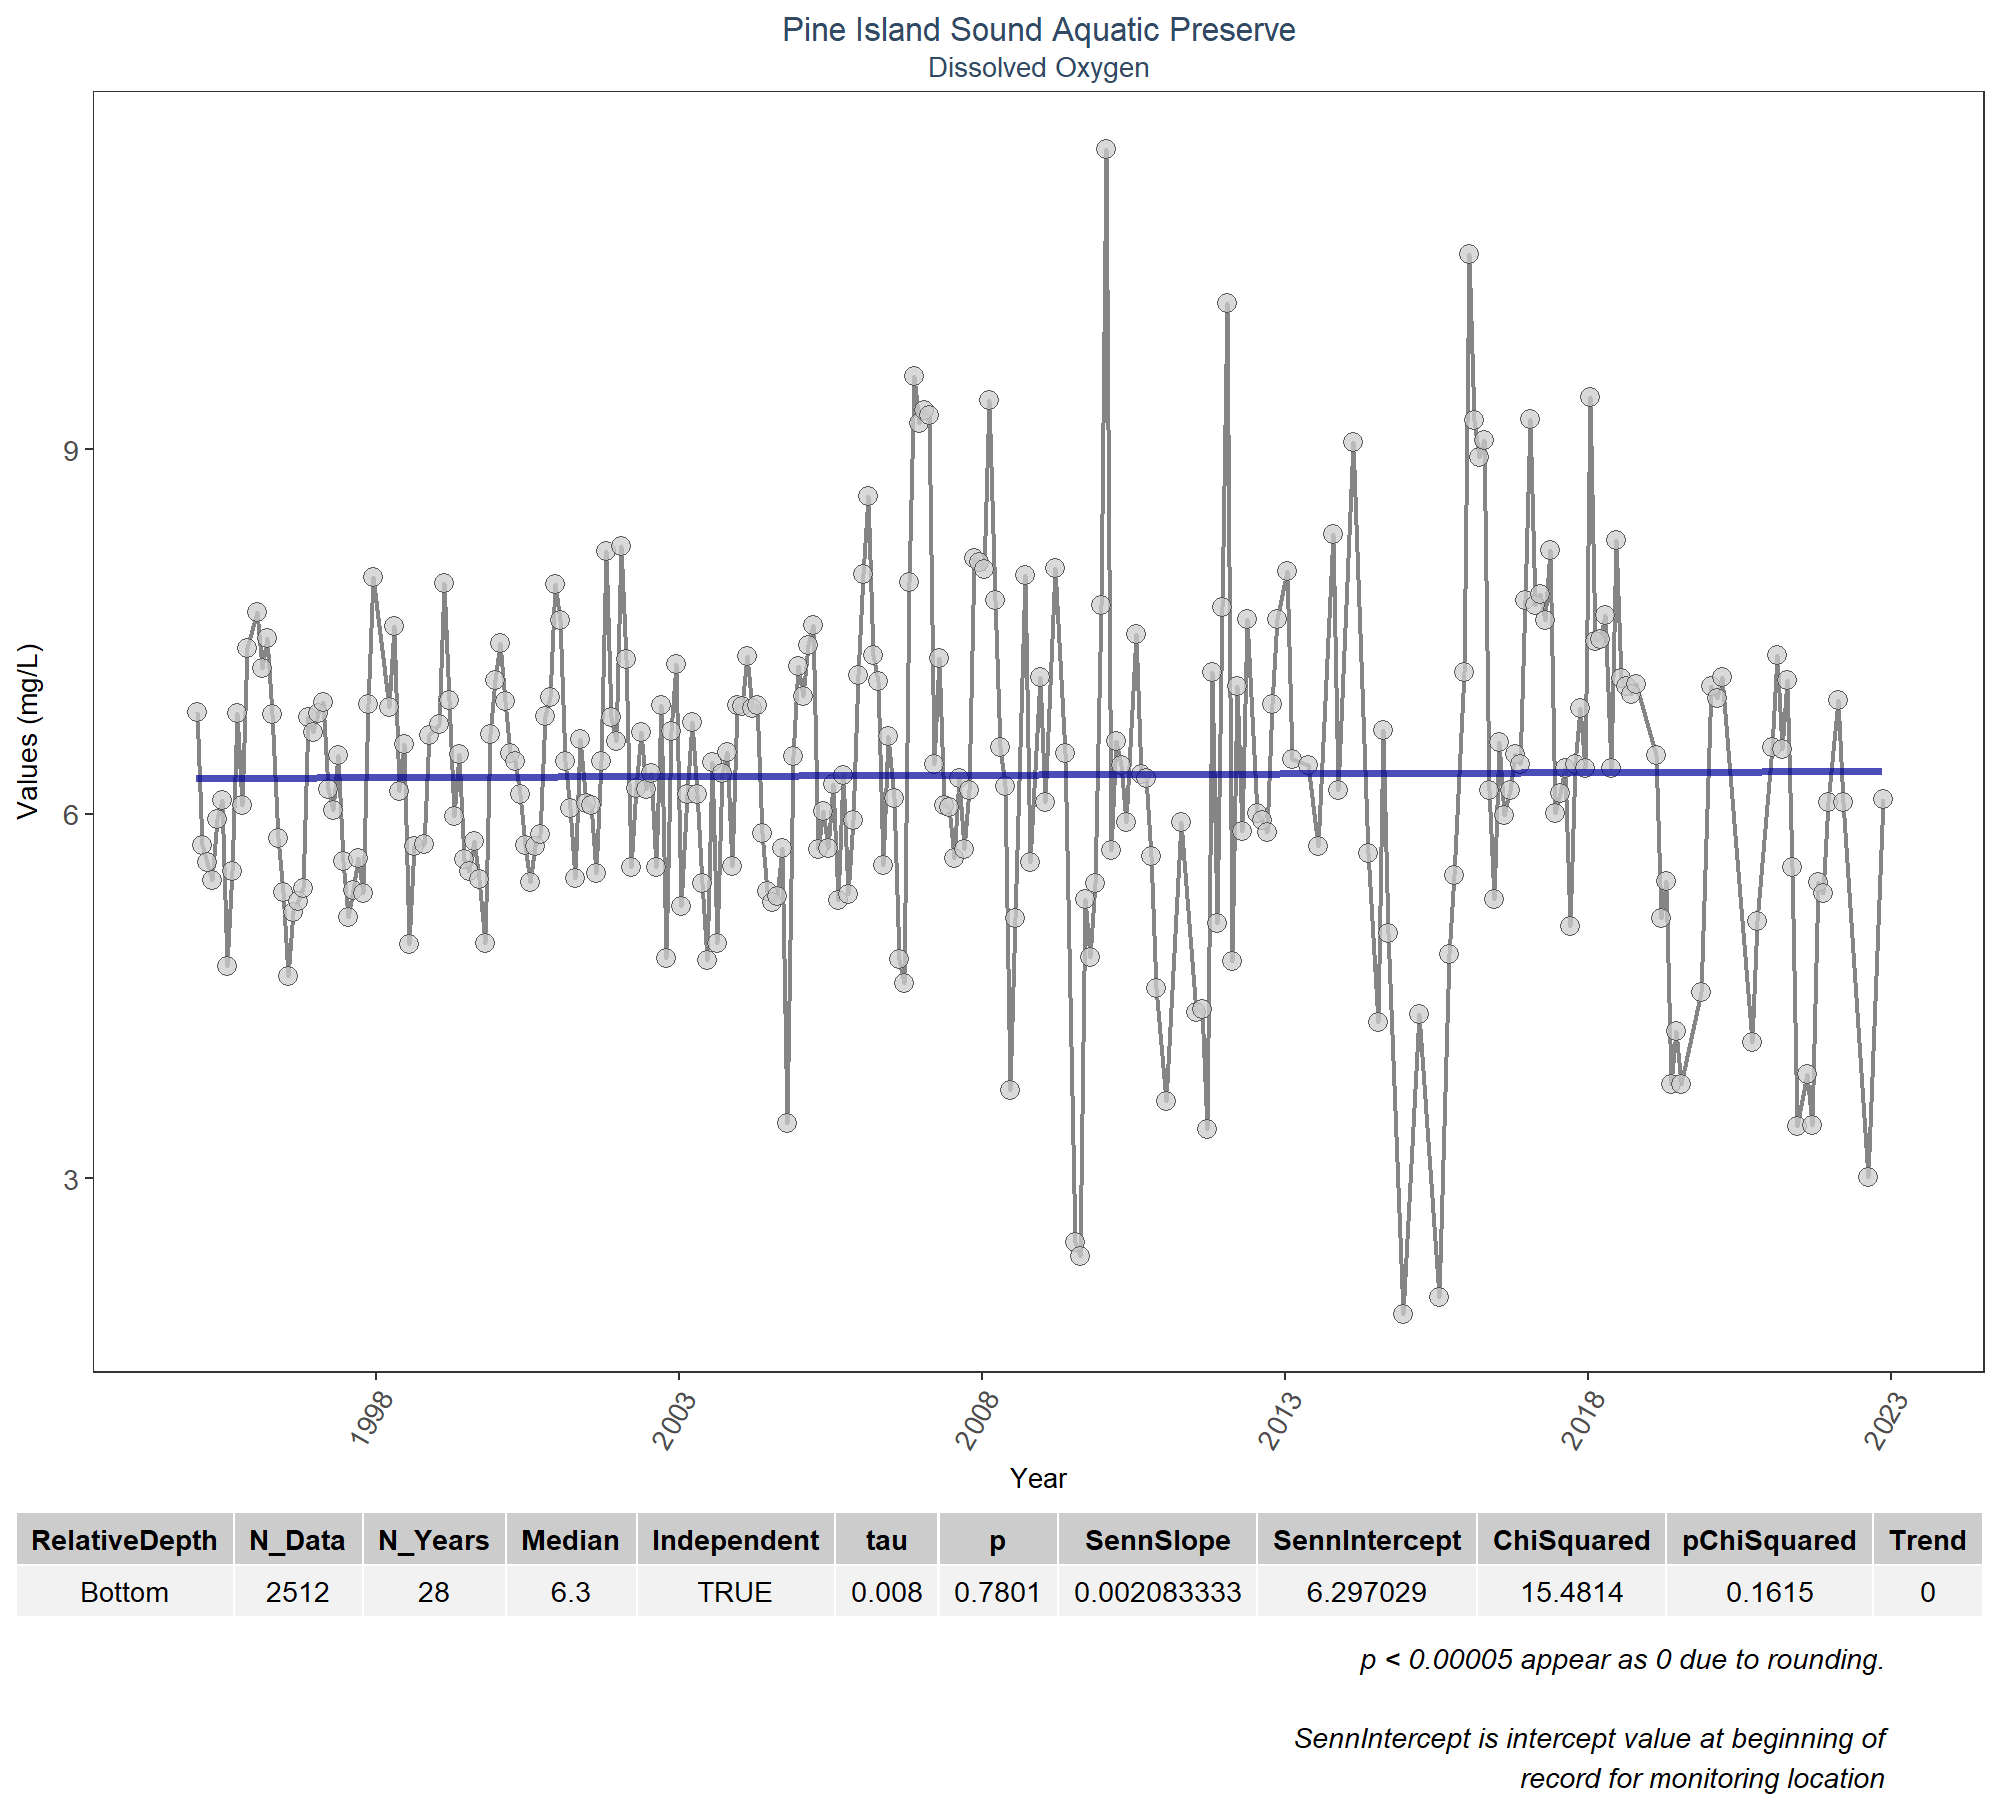 Pine Island Sound Aquatic Preserve
Dissolved Oxygen
Values (mg/L)
9
6
3
1998 2003 2008 2013 2018 2023
Year
RelativeDepth N_Data N_Years Median Independent tau p SennSlope SennIntercept ChiSquared pChiSquared Trend
Bottom 2512 28 6.3 TRUE 0.008 0.7801 0.002083333 6.297029 15.4814 0.1615 0
p < 0.00005 appear as 0 due to rounding.
SennIntercept is intercept value at beginning of
record for monitoring location